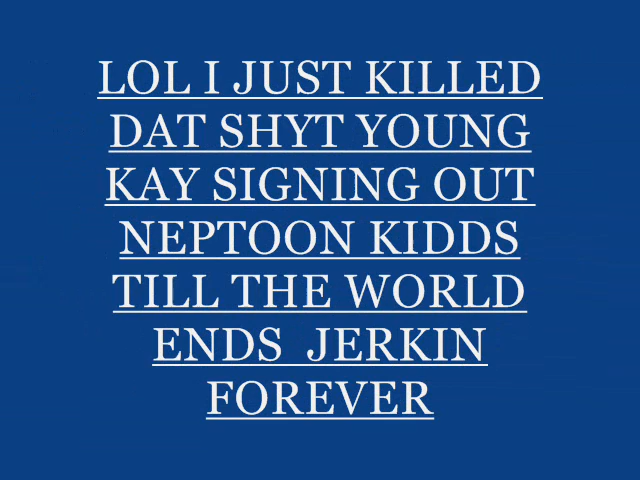 LOL I JUST KILLED
DAT SHYT YOUNG
KAY SIGNING OUT
NEPTOON KIDDS
TILL THE WORLD
ENDS  JERKIN
FOREVER